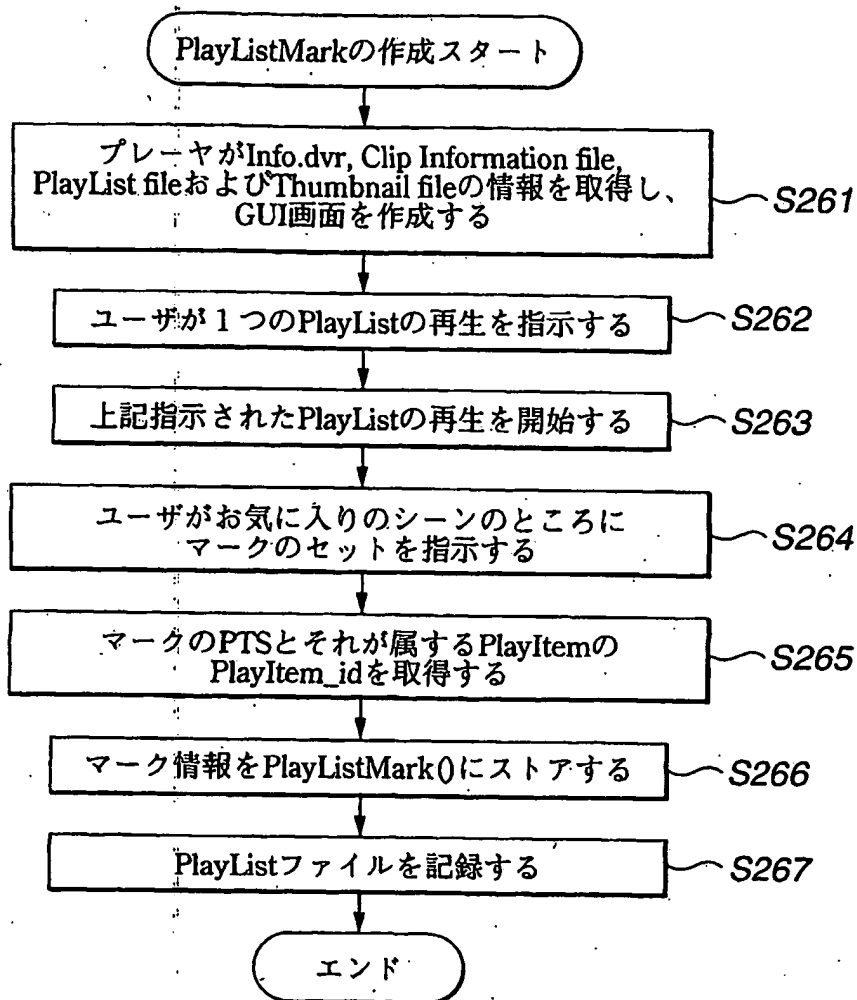 PlayListMarkの作成スタート
プレーヤがInfo.dvr, Clip Information file,
PlayList fileおよびThumbnail fileの情報を取得し、
GUI画面を作成する
S261
ユーザが1つのPlayListの再生を指示する
S262
上記指示されたPlayListの再生を開始する
S263
ユーザがお気に入りのシーンのところに
マークのセットを指示する
S264
マークのPTSとそれが属するPlayItemの
PlayItem_idを取得する
S265
マーク情報をPlayListMark()にストアする
S266
PlayListファイルを記録する
S267
エンド